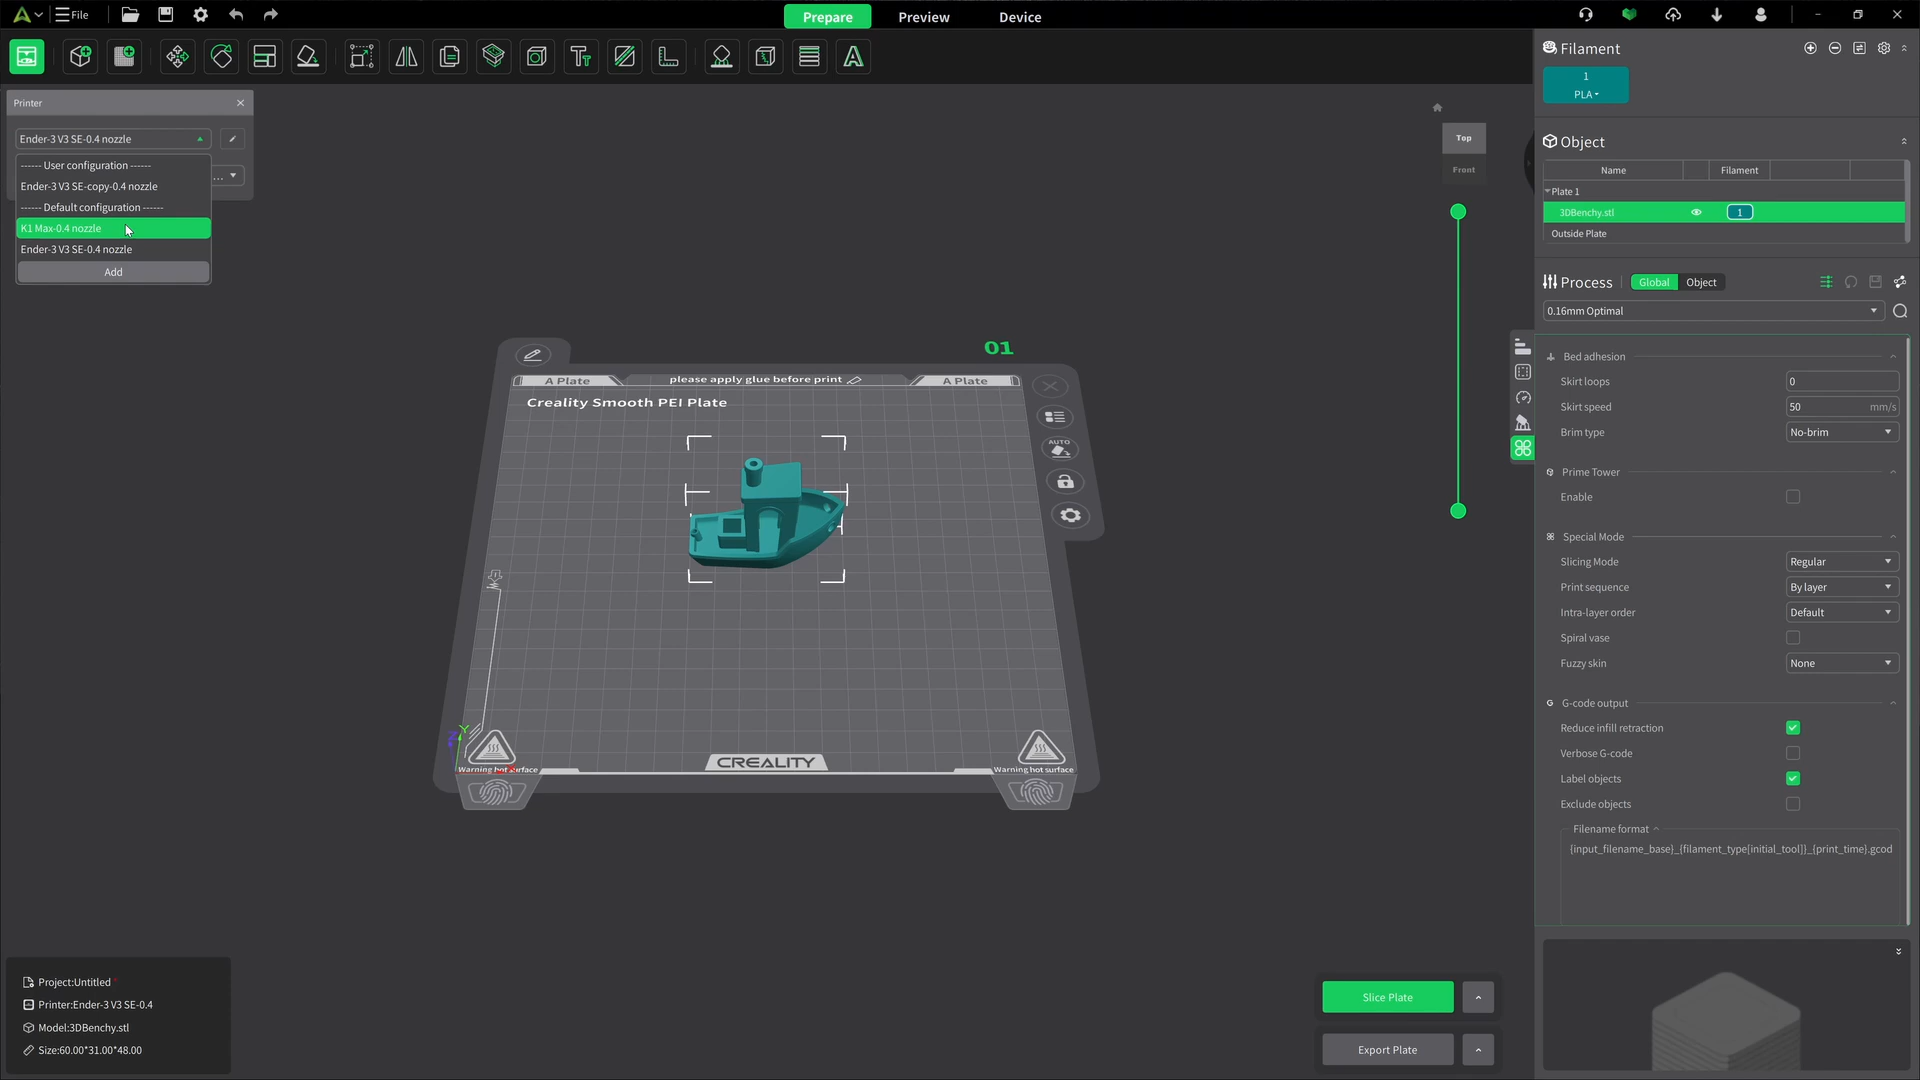 File
Prepare
Preview
Device
Printer
Ender-3 V3 SE-0.4 nozzle
------ User configuration ------
Ender-3 V3 SE-copy-0.4 nozzle
------ Default configuration ------
K1 Max-0.4 nozzle
Ender-3 V3 SE-0.4 nozzle
Add
...
Top
Front
01
A Plate
please apply glue before print
A Plate
Creality Smooth PEI Plate
AUTO
Z
Y
Warning hot surface
CREALITY
Warning hot surface
Project:Untitled *
Printer:Ender-3 V3 SE-0.4
Model:3DBenchy.stl
Size:60.00*31.00*48.00
Slice Plate
Export Plate
Filament
1
PLA
Object
Name
Filament
Plate 1
3DBenchy.stl
1
Outside Plate
Process
Global
Object
0.16mm Optimal
Bed adhesion
Skirt loops
0
Skirt speed
50
mm/s
Brim type
No-brim
Prime Tower
Enable
Special Mode
Slicing Mode
Regular
Print sequence
By layer
Intra-layer order
Default
Spiral vase
Fuzzy skin
None
G-code output
Reduce infill retraction
Verbose G-code
Label objects
Exclude objects
Filename format
{input_filename_base}_{filament_type[initial_tool]}_{print_time}.gcod